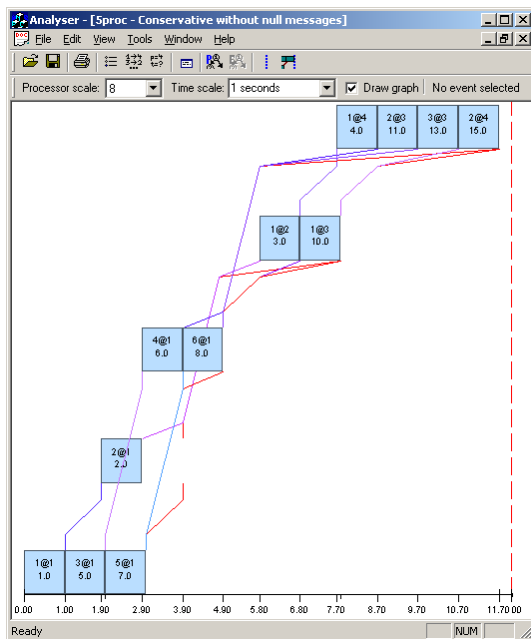 Analyser - [5proc - Conservative without null messages]
File Edit View Tools Window Help
Processor scale: 8 Time scale: 1 seconds Draw graph No event selected
1@4 2@3 3@3 2@4
4.0 11.0 13.0 15.0
1@2 1@3
3.0 10.0
4@1 6@1
6.0 8.0
2@1
2.0
1@1 3@1 5@1
1.0 5.0 7.0
0.00 1.00 1.90 2.90 3.90 4.90 5.80 6.80 7.70 8.70 9.70 10.70 11.70 00
Ready NUM